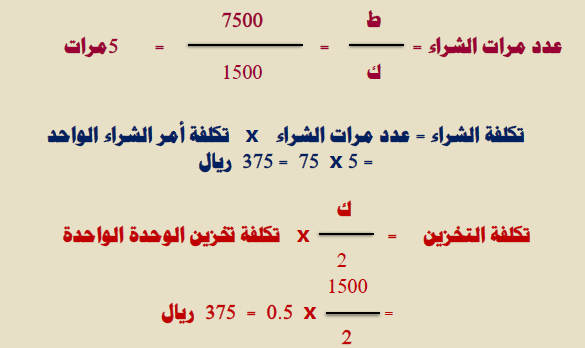 عدد مرات الشراء = ط / ك = 7500 / 1500 = 5مرات
تكلفة الشراء = عدد مرات الشراء x تكلفة أمر الشراء الواحد
= 5 x 75 = 375 ريال
تكلفة التخزين = ك / 2 x تكلفة تخزين الوحدة الواحدة
= 1500 / 2 x 0.5 = 375 ريال